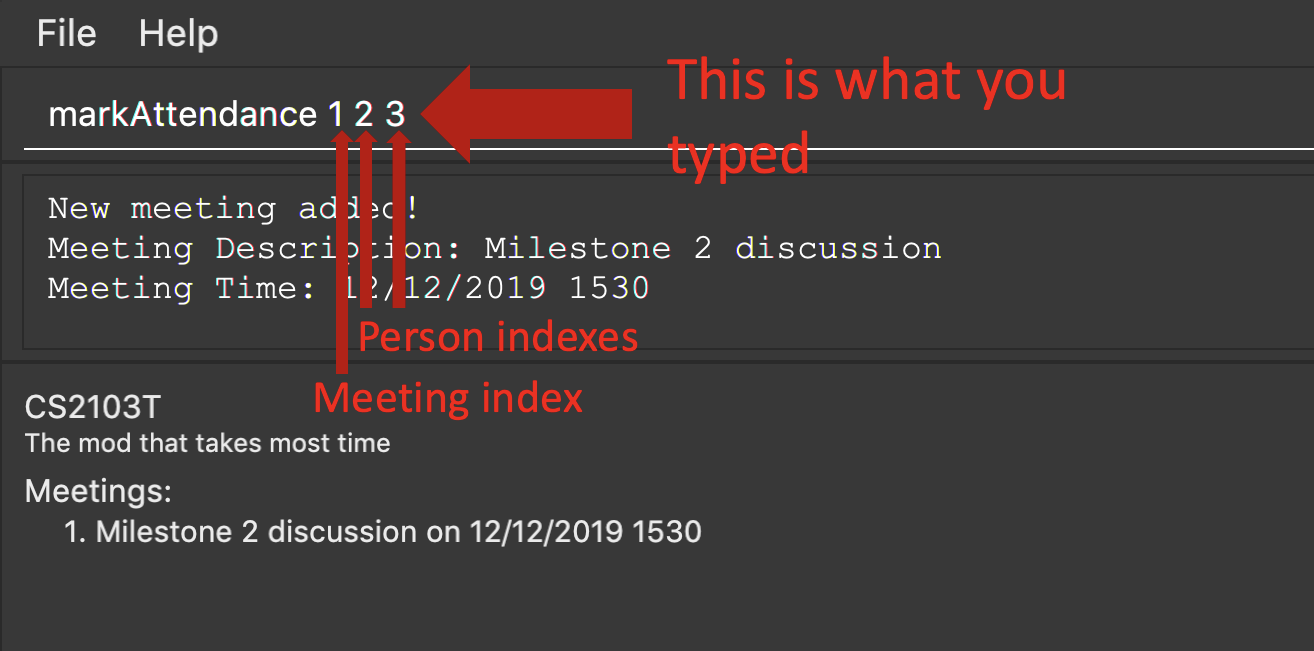 File Help
markAttendance 1 2 3
This is what you
typed
New meeting added!
Meeting Description: Milestone 2 discussion
Meeting Time: 12/12/2019 1530
Person indexes
Meeting index
CS2103T
The mod that takes most time
Meetings:
1. Milestone 2 discussion on 12/12/2019 1530